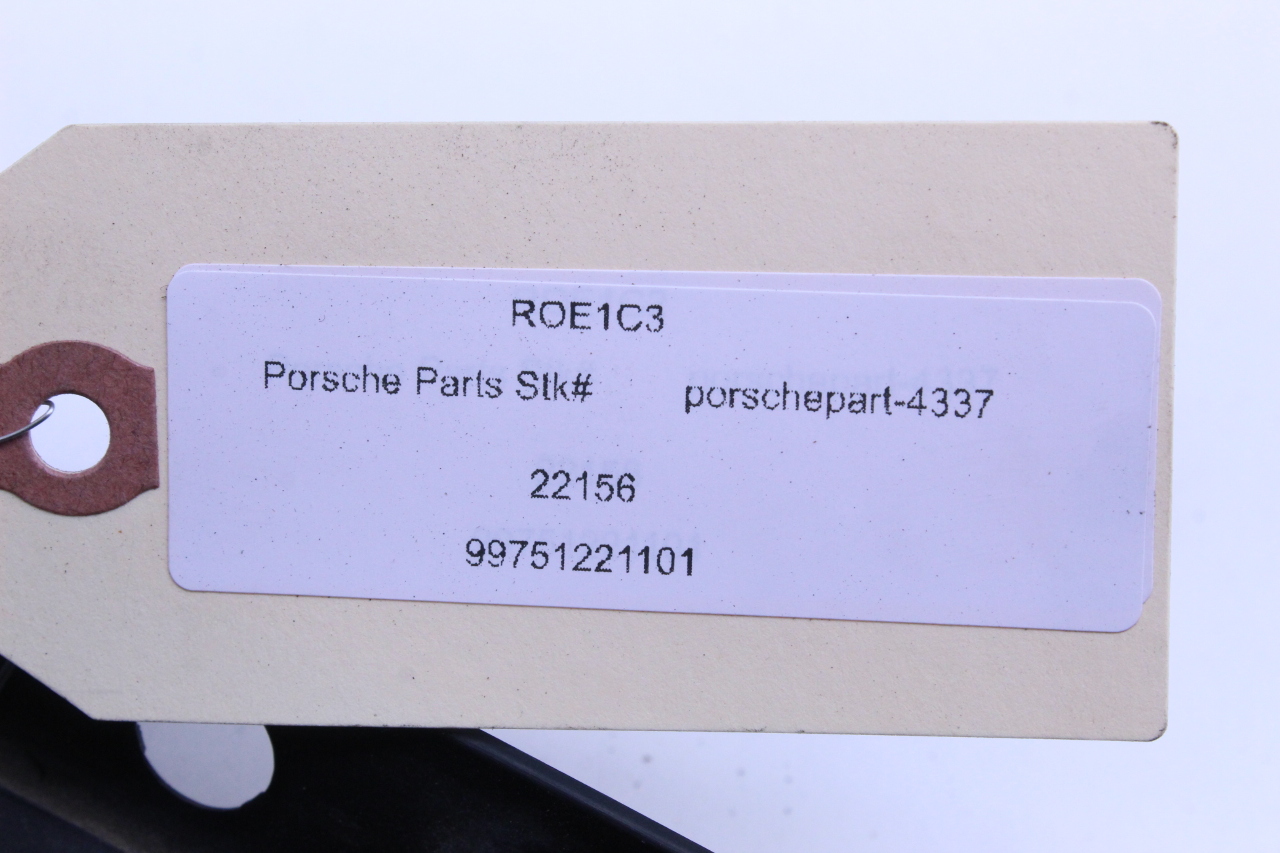 ROE1C3
Porsche Parts Stk# porschepart-4337
22156
99751221101